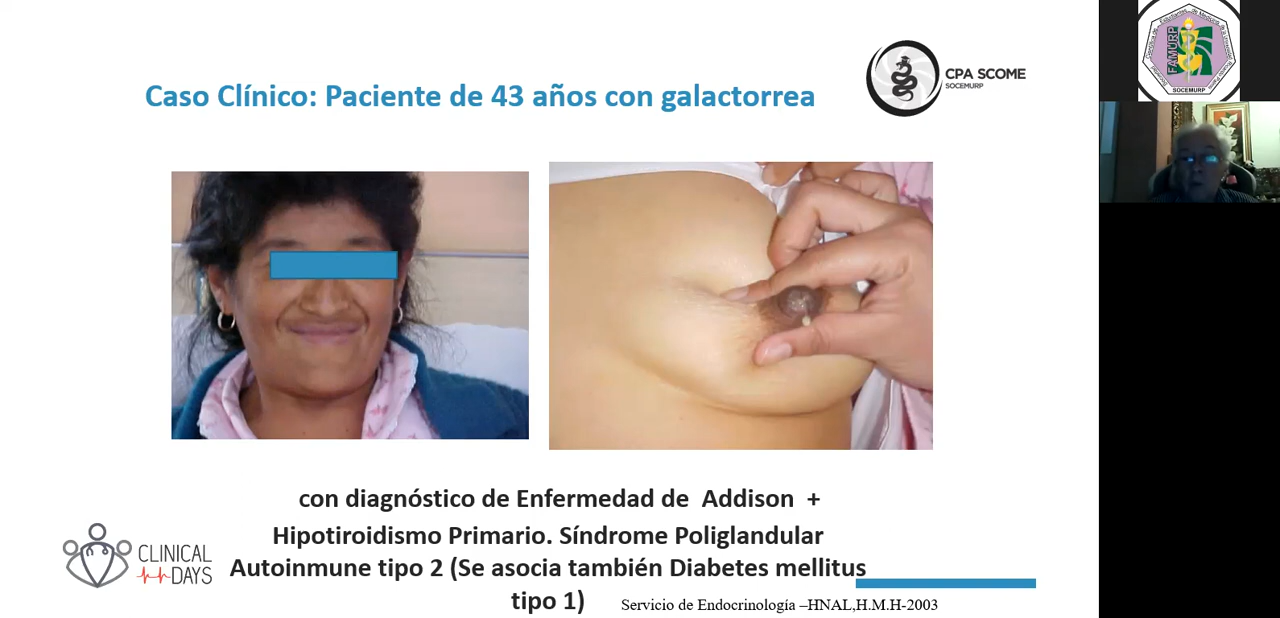 Caso Clínico: Paciente de 43 años con galactorrea
CPA SCOME
SOCEMURP
FAMURP
SOCEMURP
con diagnóstico de Enfermedad de Addison +
Hipotiroidismo Primario. Síndrome Poliglandular
Autoinmune tipo 2 (Se asocia también Diabetes mellitus
tipo 1)
CLINICAL
DAYS
Servicio de Endocrinología –HNAL,H.M.H-2003